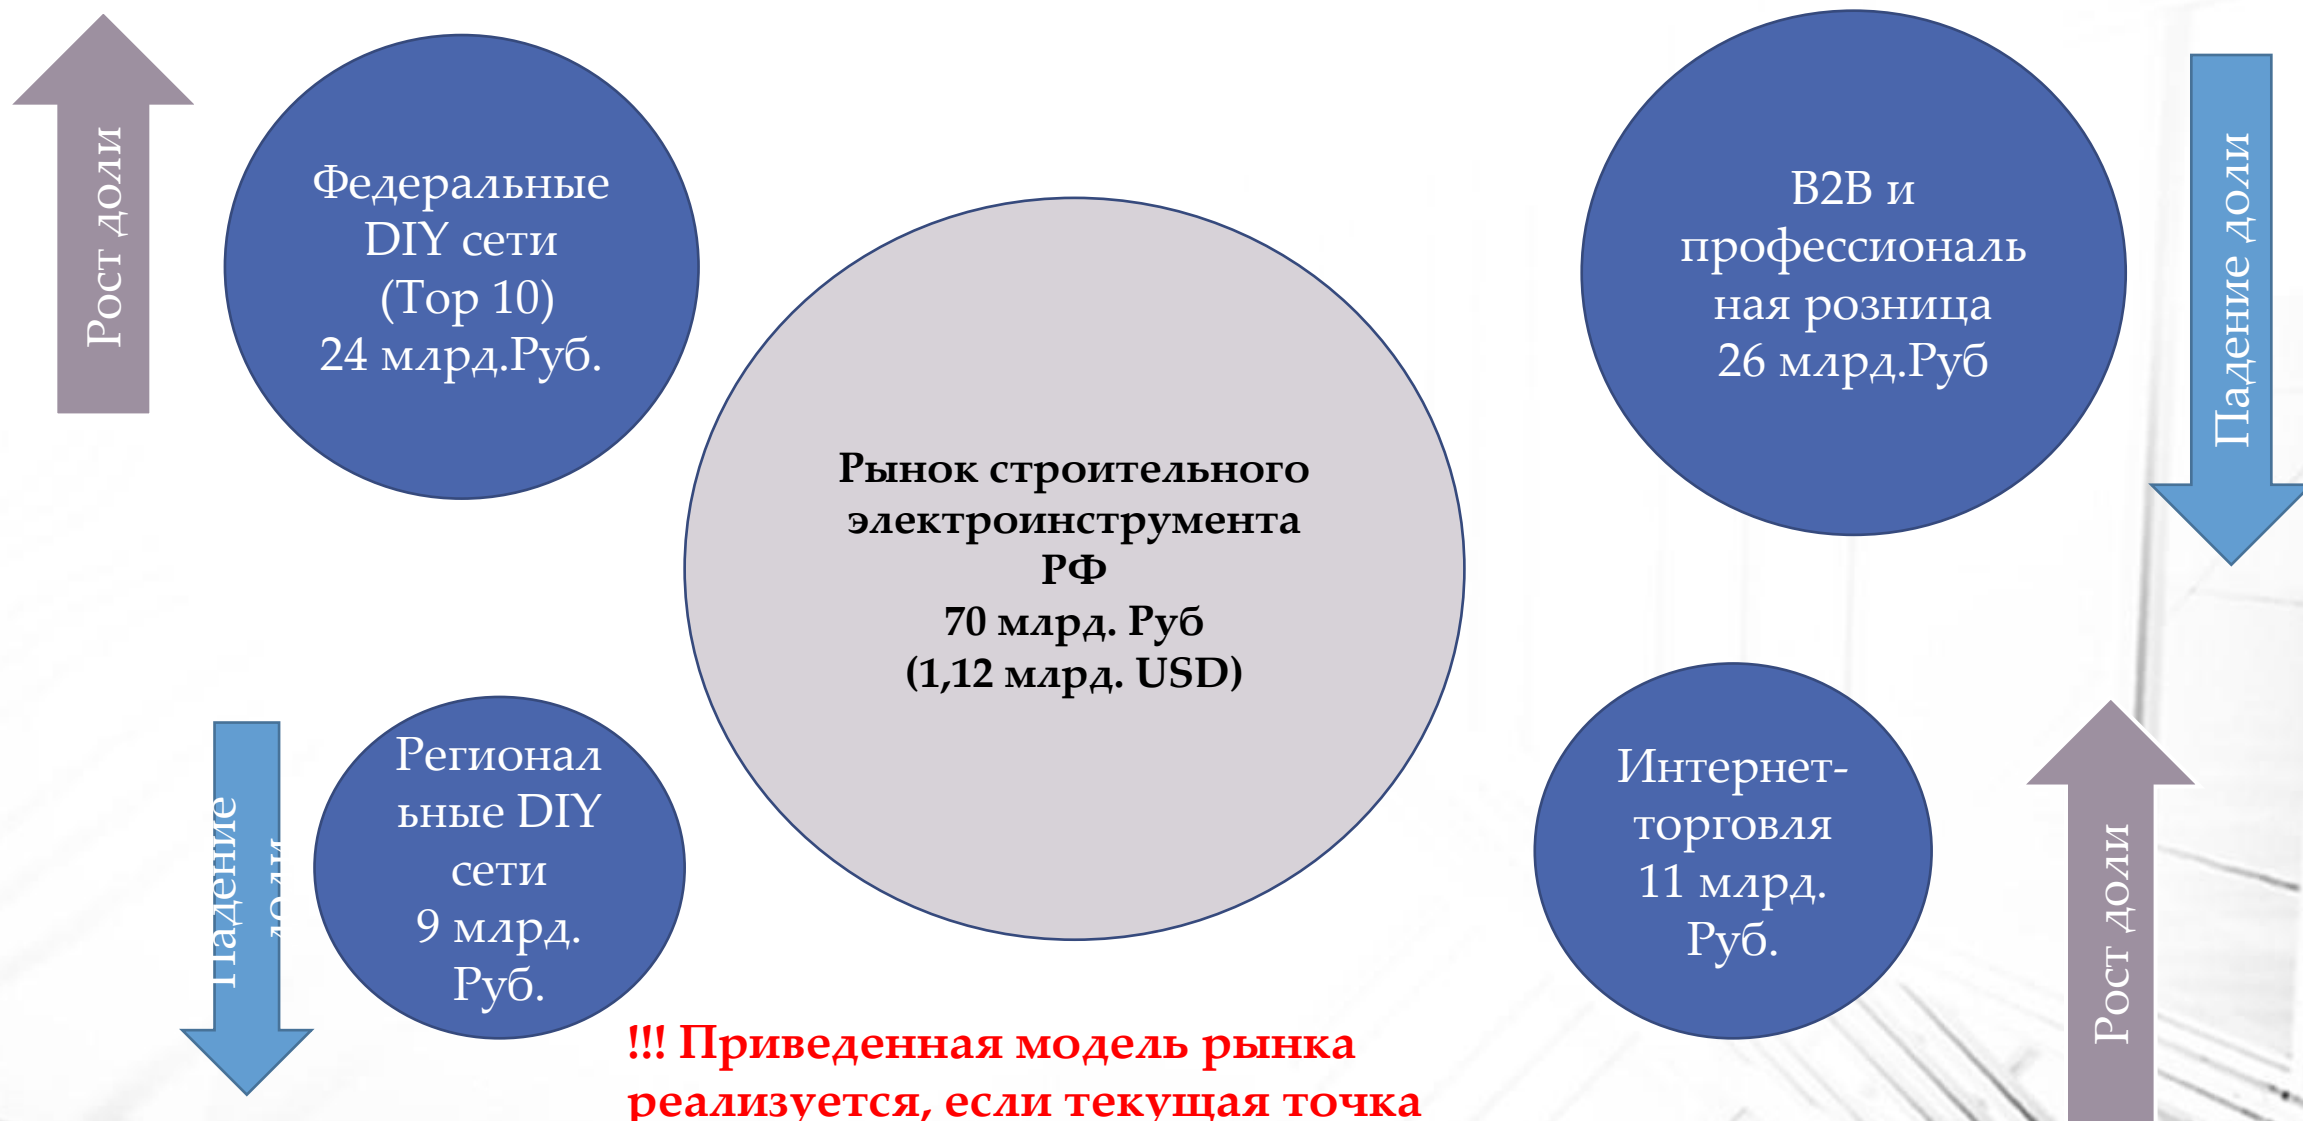 Рост доли
Федеральные
DIY сети
(Top 10)
24 млрд.Руб.
B2B и
профессиональ
ная розница
26 млрд.Руб
Падение доли
Рынок строительного
электроинструмента
РФ
70 млрд. Руб
(1,12 млрд. USD)
Падение
доли
Регионал
ьные DIY
сети
9 млрд.
Руб.
Интернет-
торговля
11 млрд.
Руб.
Рост доли
!!! Приведенная модель рынка
реализуется, если текущая точка